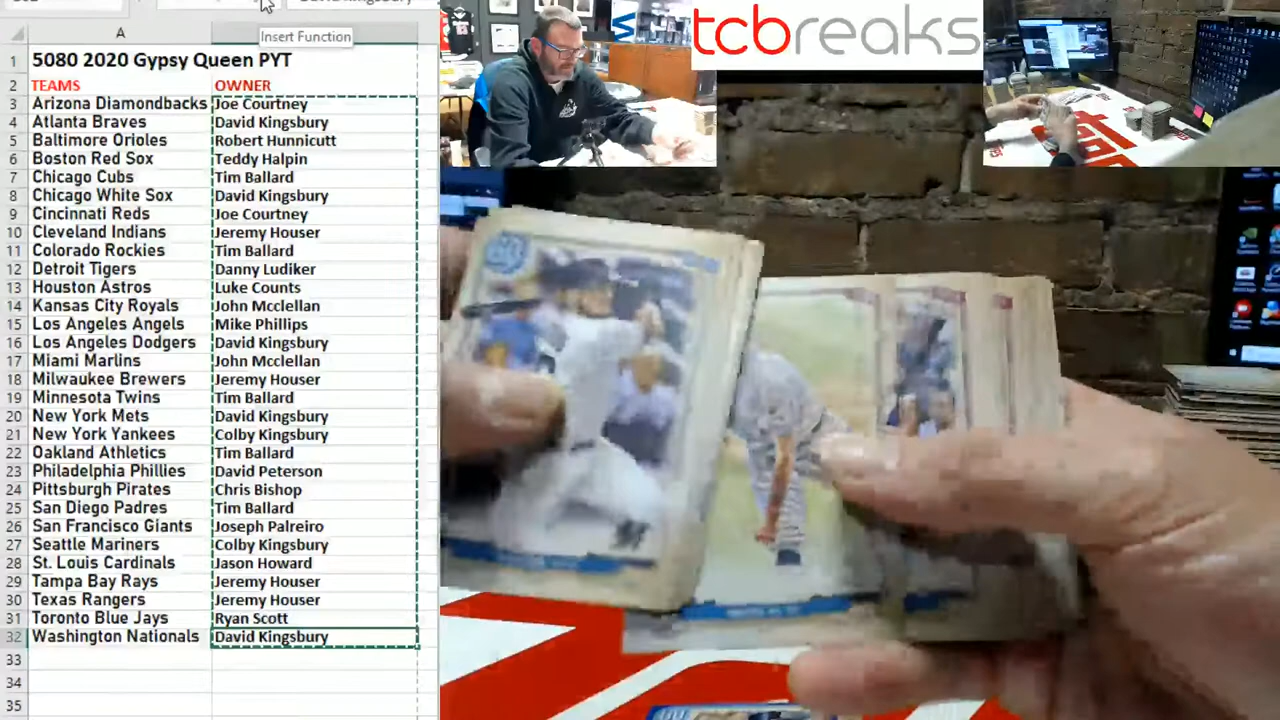 Insert Function
A
1 5080 2020 Gypsy Queen PYT
2 TEAMS OWNER
3 Arizona Diamondbacks Joe Courtney
4 Atlanta Braves David Kingsbury
5 Baltimore Orioles Robert Hunnicutt
6 Boston Red Sox Teddy Halpin
7 Chicago Cubs Tim Ballard
8 Chicago White Sox David Kingsbury
9 Cincinnati Reds Joe Courtney
10 Cleveland Indians Jeremy Houser
11 Colorado Rockies Tim Ballard
12 Detroit Tigers Danny Ludiker
13 Houston Astros Luke Counts
14 Kansas City Royals John Mcclellan
15 Los Angeles Angels Mike Phillips
16 Los Angeles Dodgers David Kingsbury
17 Miami Marlins John Mcclellan
18 Milwaukee Brewers Jeremy Houser
19 Minnesota Twins Tim Ballard
20 New York Mets David Kingsbury
21 New York Yankees Colby Kingsbury
22 Oakland Athletics Tim Ballard
23 Philadelphia Phillies David Peterson
24 Pittsburgh Pirates Chris Bishop
25 San Diego Padres Tim Ballard
26 San Francisco Giants Joseph Palreiro
27 Seattle Mariners Colby Kingsbury
28 St. Louis Cardinals Jason Howard
29 Tampa Bay Rays Jeremy Houser
30 Texas Rangers Jeremy Houser
31 Toronto Blue Jays Ryan Scott
32 Washington Nationals David Kingsbury
33
34
35
tcbreaks